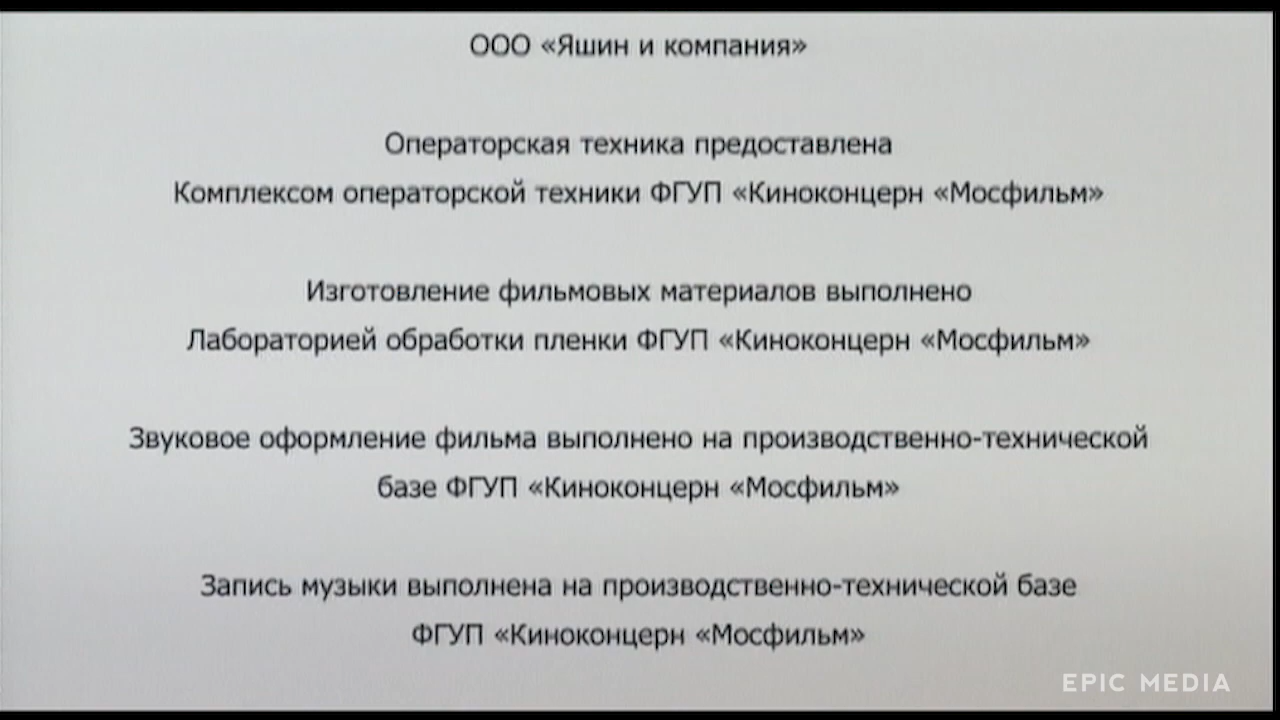 ООО «Яшин и компания»
Операторская техника предоставлена
Комплексом операторской техники ФГУП «Киноконцерн «Мосфильм»
Изготовление фильмовых материалов выполнено
Лабораторией обработки пленки ФГУП «Киноконцерн «Мосфильм»
Звуковое оформление фильма выполнено на производственно-технической
базе ФГУП «Киноконцерн «Мосфильм»
Запись музыки выполнена на производственно-технической базе
ФГУП «Киноконцерн «Мосфильм»
EPIC MEDIA